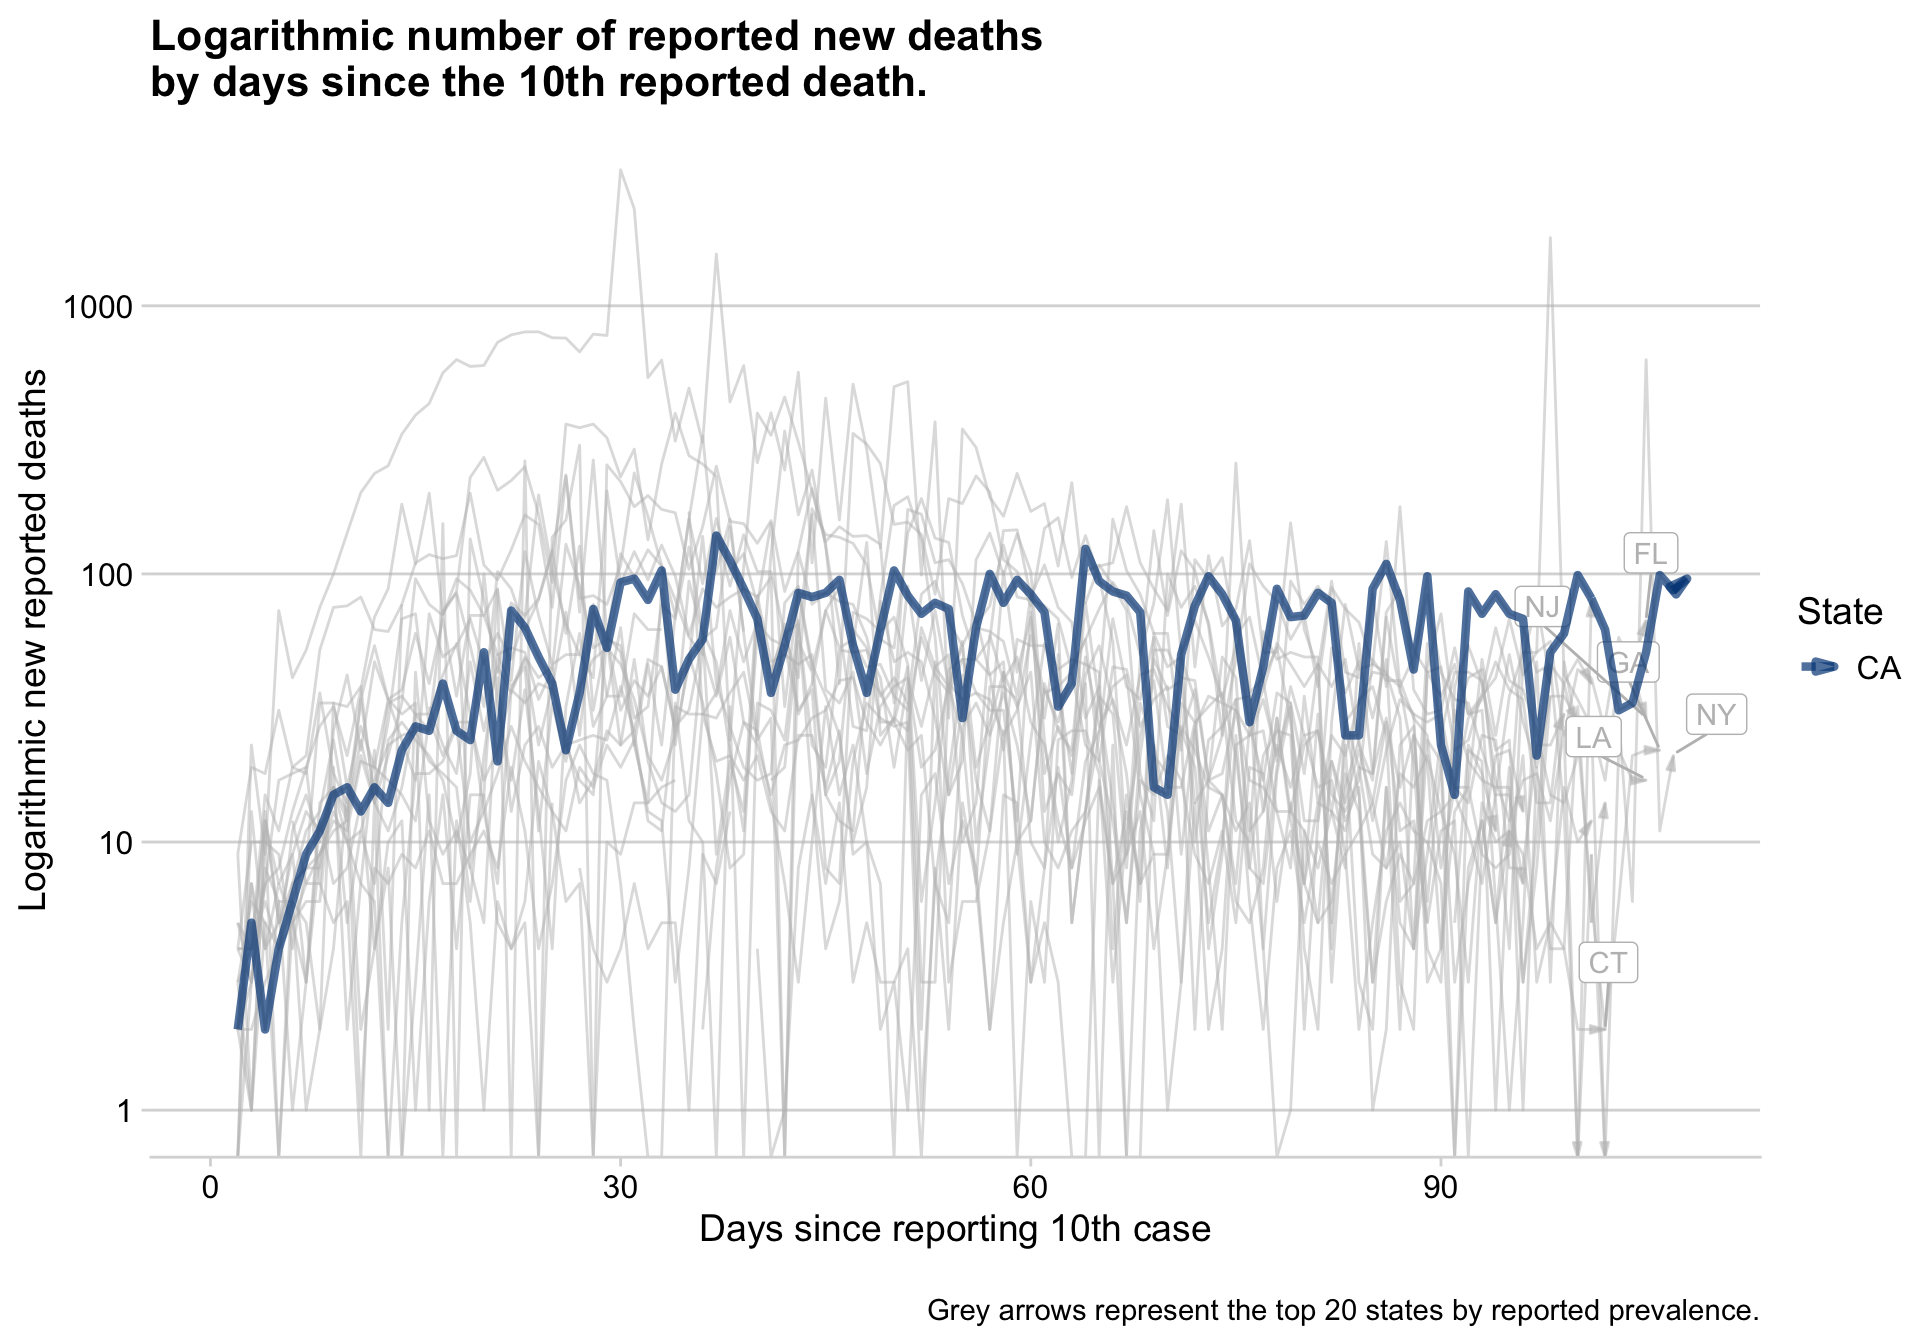 Logarithmic number of reported new deaths
by days since the 10th reported death.
Logarithmic new reported deaths
1000
100
10
1
FL
NJ
GA
NY
LA
CT
State
CA
0
30
60
90
Days since reporting 10th case
Grey arrows represent the top 20 states by reported prevalence.